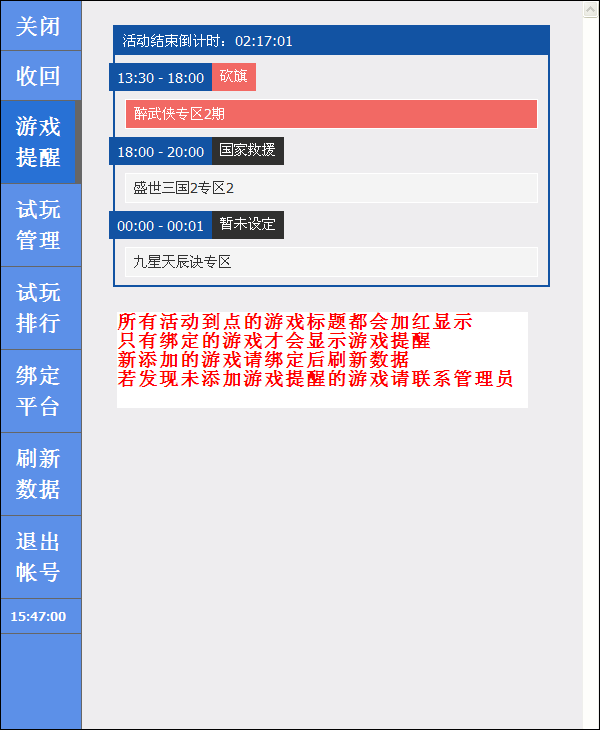 关闭
收回
游戏
提醒
试玩
管理
试玩
排行
绑定
平台
刷新
数据
退出
帐号
15:47:00
活动结束倒计时：02:17:01
13:30 - 18:00 砍旗
醉武侠专区2期
18:00 - 20:00 国家救援
盛世三国2专区2
00:00 - 00:01 暂未设定
九星天辰诀专区
所有活动到点的游戏标题都会加红显示
只有绑定的游戏才会显示游戏提醒
新添加的游戏请绑定后刷新数据
若发现未添加游戏提醒的游戏请联系管理员